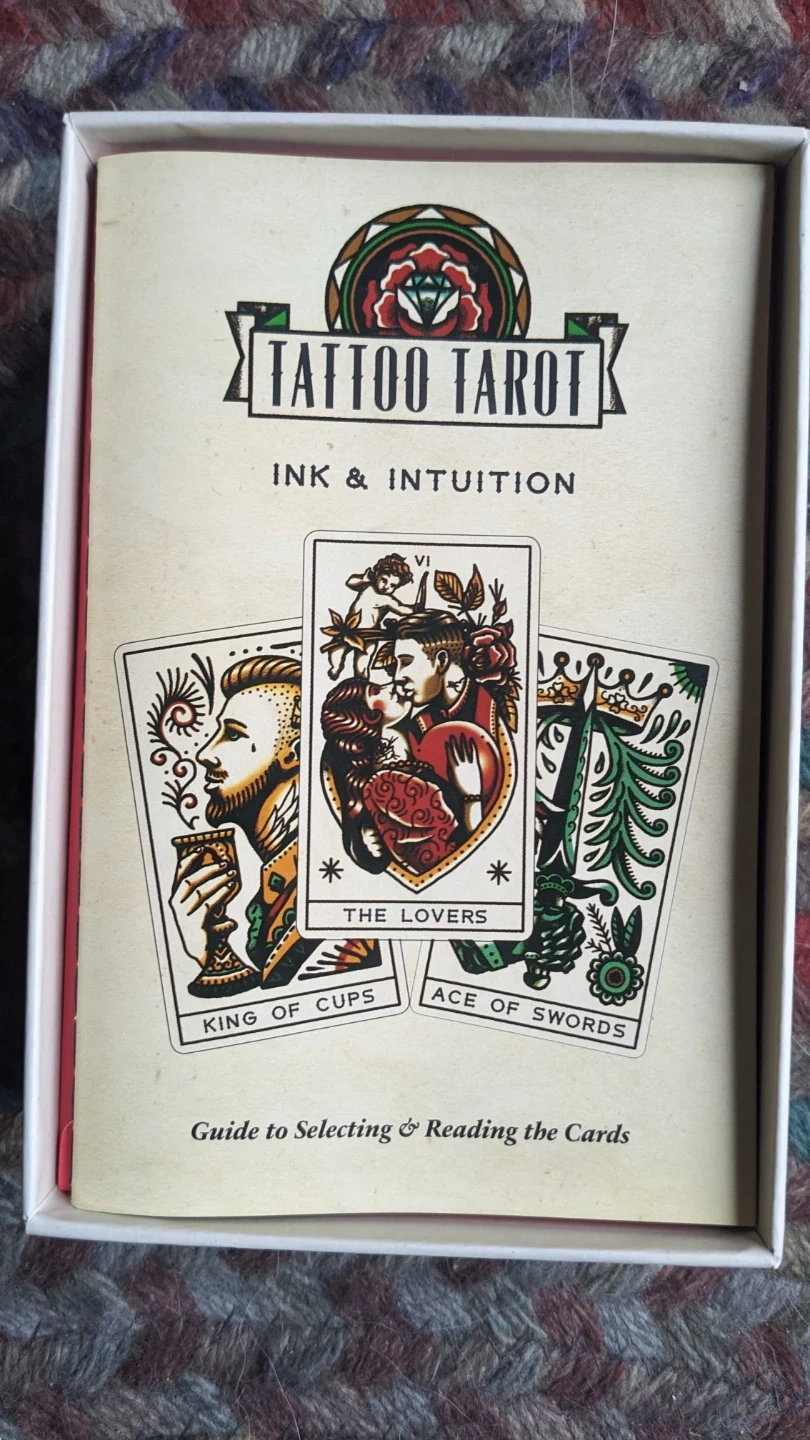 TATTOO TAROT
INK & INTUITION
VI
THE LOVERS
KING OF CUPS
ACE OF SWORDS
Guide to Selecting & Reading the Cards